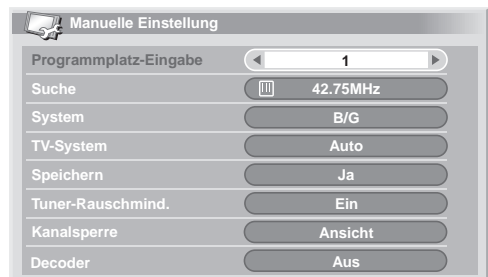 Manuelle Einstellung
Programmplatz-Eingabe 1
Suche 42.75MHz
System B/G
TV-System Auto
Speichern Ja
Tuner-Rauschmind. Ein
Kanalsperre Ansicht
Decoder Aus